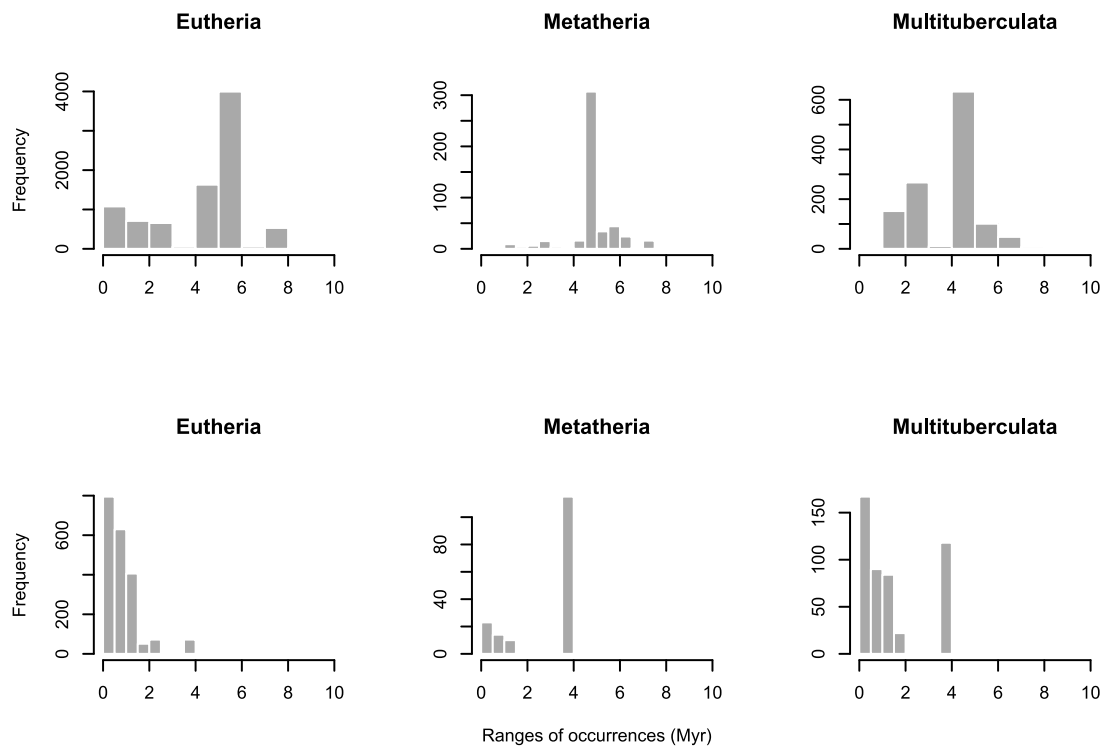 Eutheria
Metatheria
Multituberculata
Frequency
0 2000 4000
0 2 4 6 8 10
0 100 200 300
0 2 4 6 8 10
0 200 400 600
0 2 4 6 8 10
Eutheria
Metatheria
Multituberculata
Frequency
0 200 600
0 2 4 6 8 10
0 40 80
0 2 4 6 8 10
0 50 100 150
0 2 4 6 8 10
Ranges of occurrences (Myr)